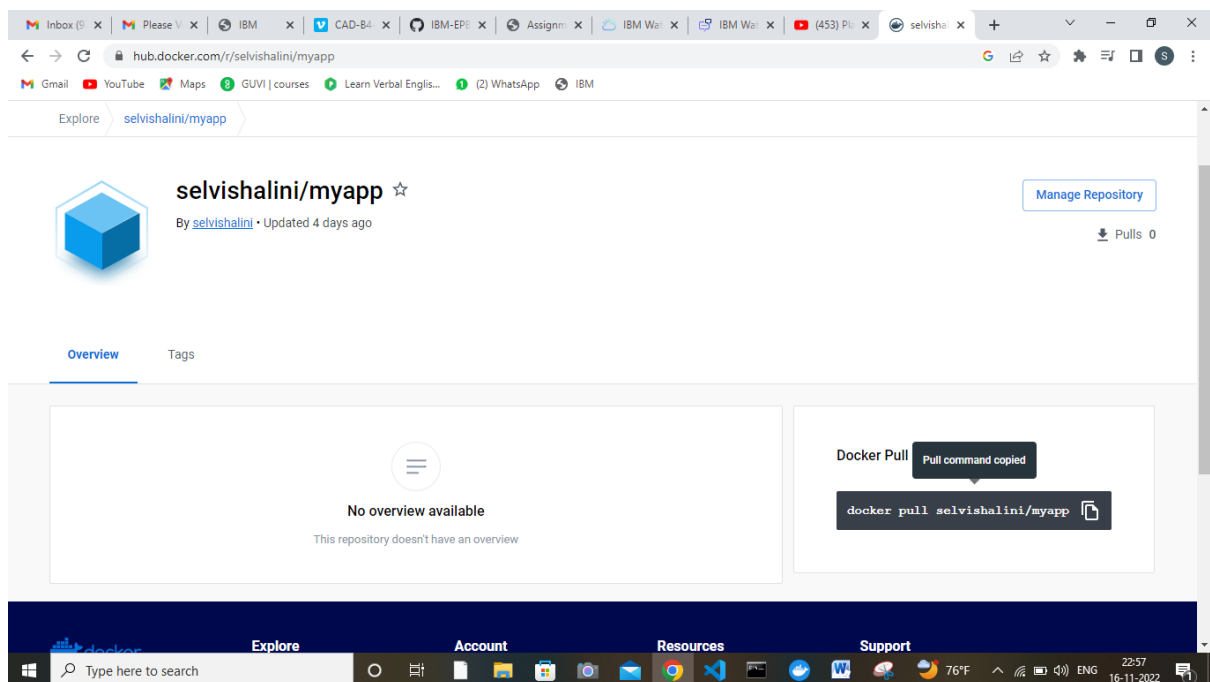 Inbox (9
Please V
IBM
CAD-B4
IBM-EPB
Assignm
IBM Wat
IBM Wat
(453) Pla
selvishal
hub.docker.com/r/selvishalini/myapp
G
S
Gmail
YouTube
Maps
GUVI | courses
Learn Verbal Englis...
(2) WhatsApp
IBM
Explore
selvishalini/myapp
selvishalini/myapp
Manage Repository
By selvishalini • Updated 4 days ago
Pulls 0
Overview
Tags
Docker Pull
Pull command copied
docker pull selvishalini/myapp
No overview available
This repository doesn't have an overview
docker
Explore
Account
Resources
Support
Type here to search
76°F
ENG
22:57
16-11-2022